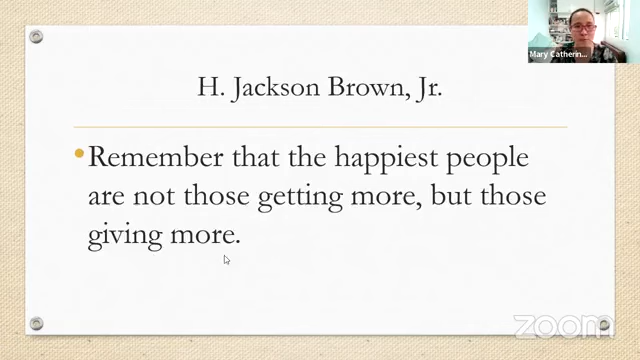 Mary Catherin...
H. Jackson Brown, Jr.
•Remember that the happiest people
are not those getting more, but those
giving more.
zoom